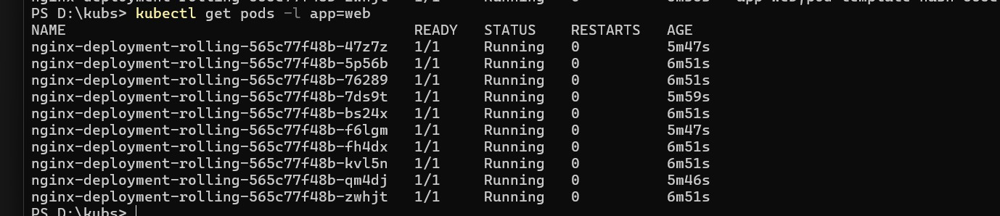 PS D:\kubs> kubectl get pods -l app=web
NAME READY STATUS RESTARTS AGE
nginx-deployment-rolling-565c77f48b-47z7z 1/1 Running 0 5m47s
nginx-deployment-rolling-565c77f48b-5p56b 1/1 Running 0 6m51s
nginx-deployment-rolling-565c77f48b-76289 1/1 Running 0 6m51s
nginx-deployment-rolling-565c77f48b-7ds9t 1/1 Running 0 5m59s
nginx-deployment-rolling-565c77f48b-bs24x 1/1 Running 0 6m51s
nginx-deployment-rolling-565c77f48b-f6lgm 1/1 Running 0 5m47s
nginx-deployment-rolling-565c77f48b-fh4dx 1/1 Running 0 6m51s
nginx-deployment-rolling-565c77f48b-kvl5n 1/1 Running 0 6m51s
nginx-deployment-rolling-565c77f48b-qm4dj 1/1 Running 0 5m46s
nginx-deployment-rolling-565c77f48b-zwhjt 1/1 Running 0 6m51s
PS D:\kubs>